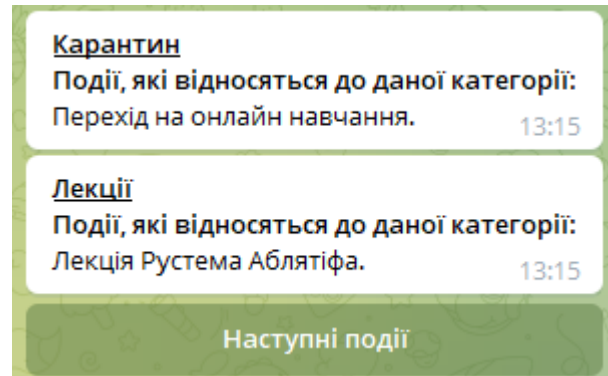 Карантин
Події, які відносяться до даної категорії:
Перехід на онлайн навчання.
13:15
Лекції
Події, які відносяться до даної категорії:
Лекція Рустема Аблятіфа.
13:15
Наступні події